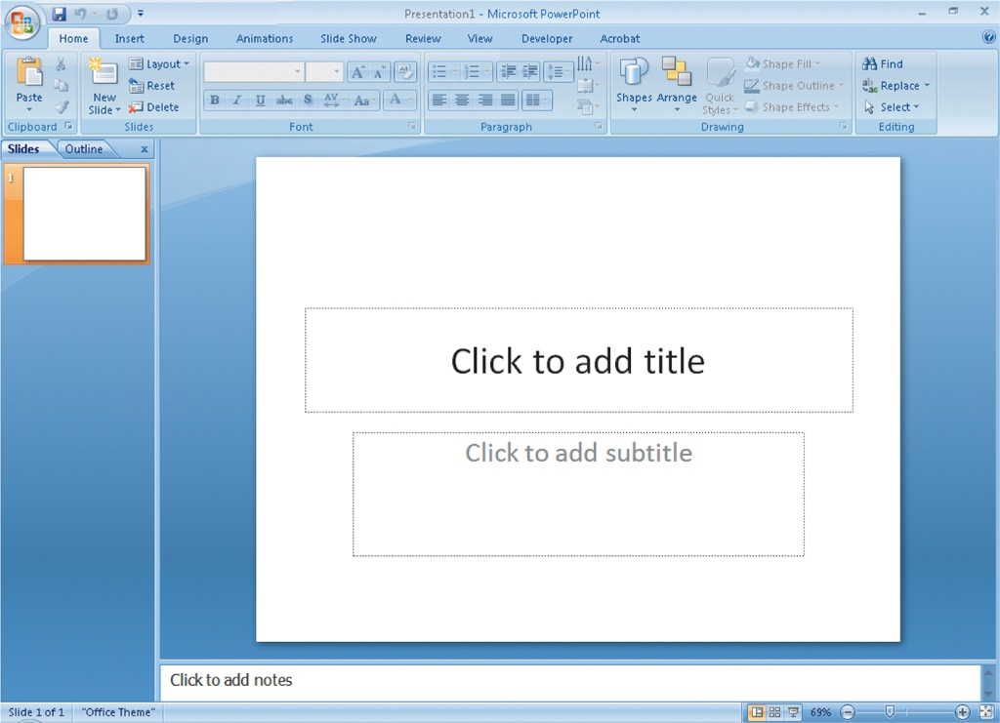 Presentation1 - Microsoft PowerPoint
Home Insert Design Animations Slide Show Review View Developer Acrobat
Paste
Clipboard
New Slide
Layout
Reset
Delete
Slides
B I U abc S AV Aa A
Font
Paragraph
Shapes
Arrange
Quick Styles
Shape Fill
Shape Outline
Shape Effects
Drawing
Find
Replace
Select
Editing
Slides Outline x
1
Click to add title
Click to add subtitle
Click to add notes
Slide 1 of 1 "Office Theme" 69%